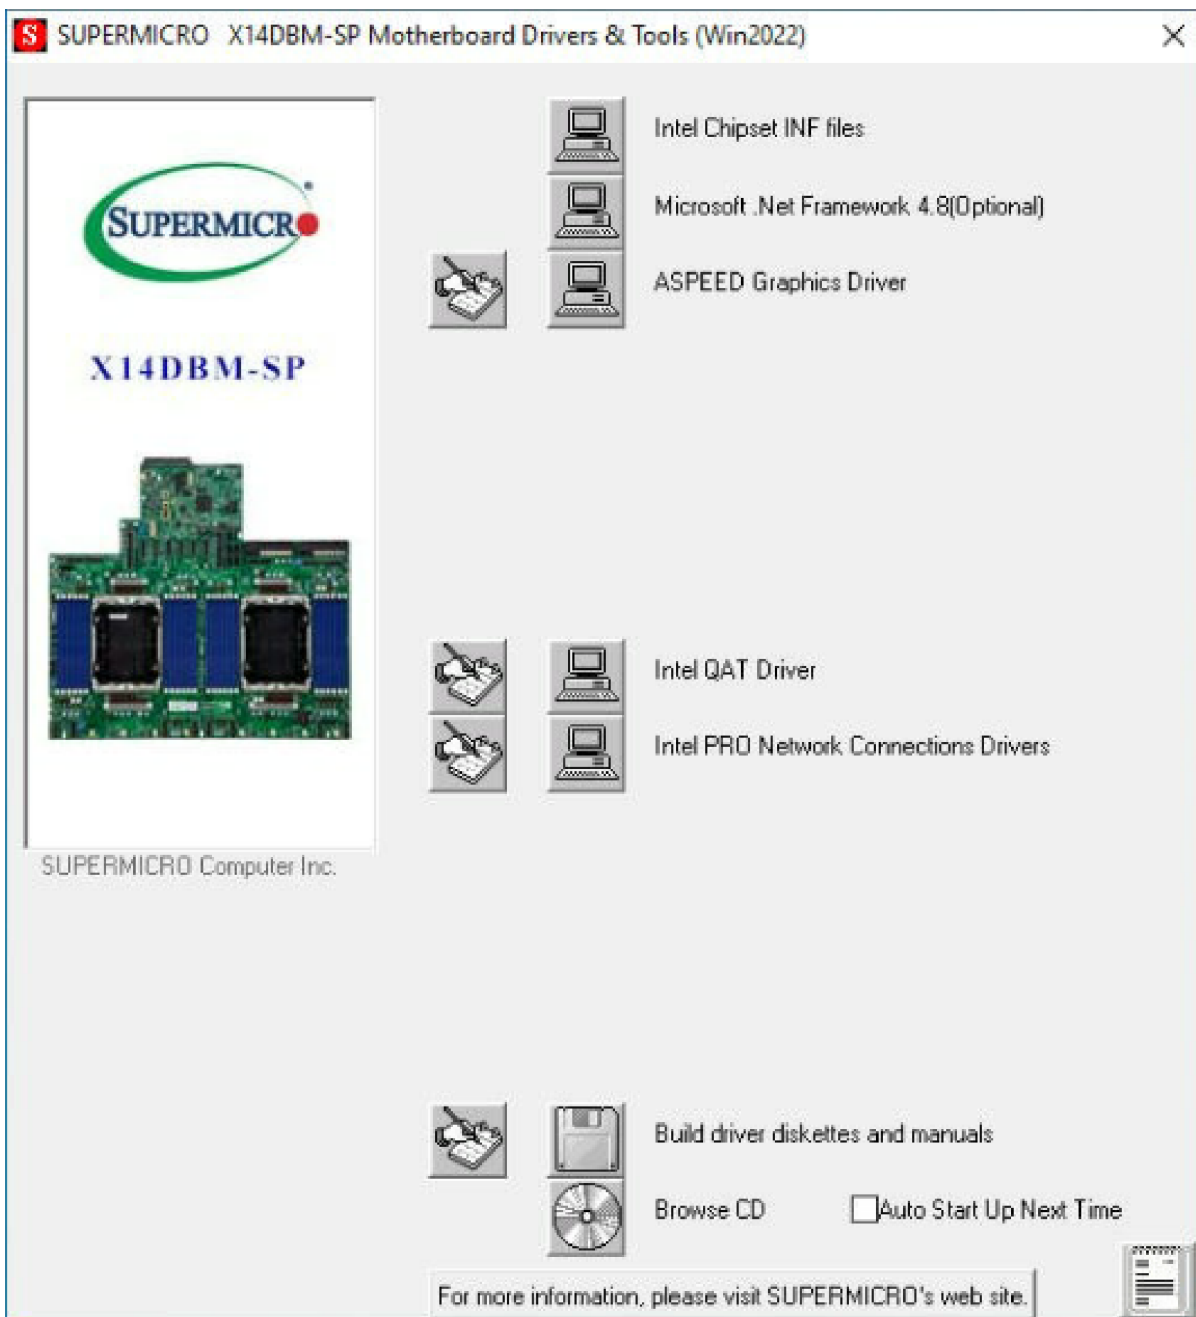 S SUPERMICRO X14DBM-SP Motherboard Drivers & Tools (Win2022)
Intel Chipset INF files
Microsoft .Net Framework 4.8(Optional)
ASPEED Graphics Driver
SUPERMICRO
X14DBM-SP
Intel QAT Driver
Intel PRO Network Connections Drivers
SUPERMICRO Computer Inc.
Build driver diskettes and manuals
Browse CD
Auto Start Up Next Time
For more information, please visit SUPERMICRO's web site.